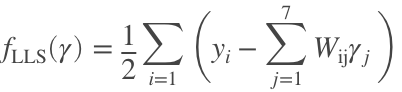 f_LLS(γ) = 1/2 ∑_{i=1} ( y_i − ∑_{j=1}^{7} W_ij γ_j )